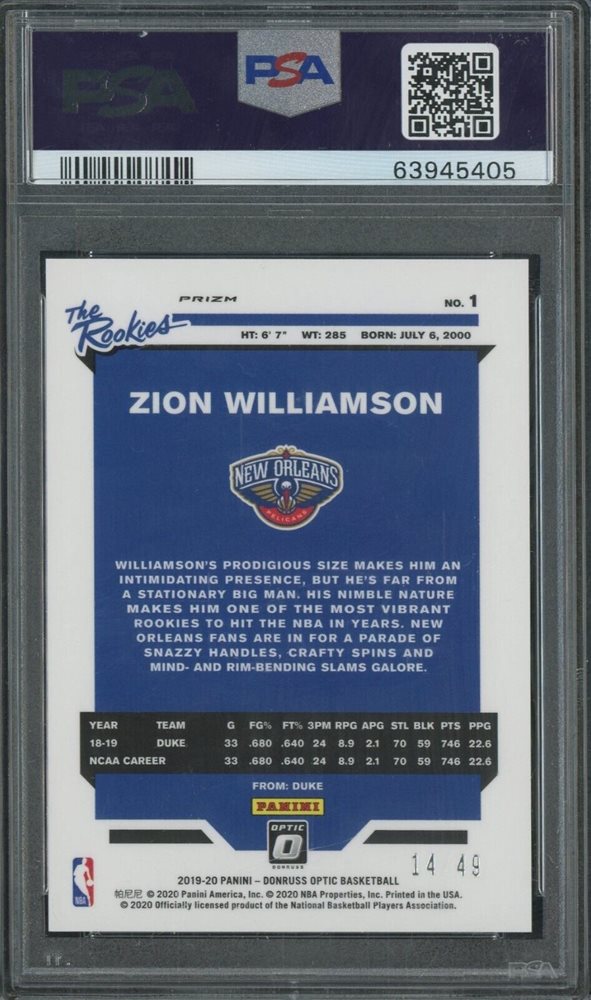 PSA
PSA
63945405
PRIZM
NO. 1
The
Rookies
HT: 6' 7" WT: 285 BORN: JULY 6, 2000
ZION WILLIAMSON
NEW ORLEANS
PELICANS
WILLIAMSON'S PRODIGIOUS SIZE MAKES HIM AN
INTIMIDATING PRESENCE, BUT HE'S FAR FROM
A STATIONARY BIG MAN. HIS NIMBLE NATURE
MAKES HIM ONE OF THE MOST VIBRANT
ROOKIES TO HIT THE NBA IN YEARS. NEW
ORLEANS FANS ARE IN FOR A PARADE OF
SNAZZY HANDLES, CRAFTY SPINS AND
MIND- AND RIM-BENDING SLAMS GALORE.
YEAR TEAM G FG% FT% 3PM RPG APG STL BLK PTS PPG
18-19 DUKE 33 .680 .640 24 8.9 2.1 70 59 746 22.6
NCAA CAREER 33 .680 .640 24 8.9 2.1 70 59 746 22.6
FROM: DUKE
PANINI
OPTIC
O
DONRUSS
14 49
NBA
2019-20 PANINI – DONRUSS OPTIC BASKETBALL
帕尼尼 © 2020 Panini America, Inc. © 2020 NBA Properties, Inc. Printed in the USA.
© 2020 Officially licensed product of the National Basketball Players Association.
PSA